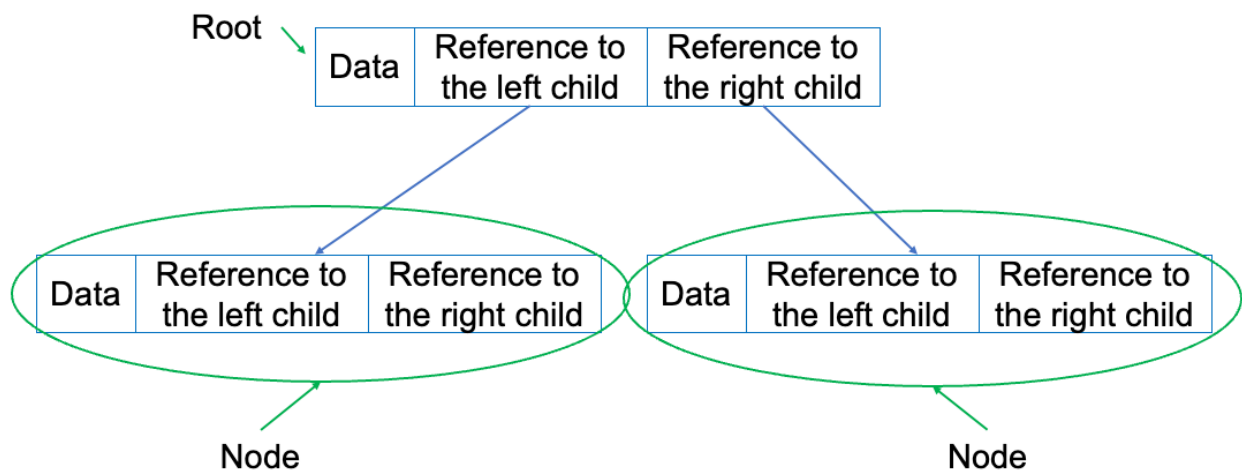 Root
Data
Reference to
the left child
Reference to
the right child
Data
Reference to
the left child
Reference to
the right child
Data
Reference to
the left child
Reference to
the right child
Node
Node